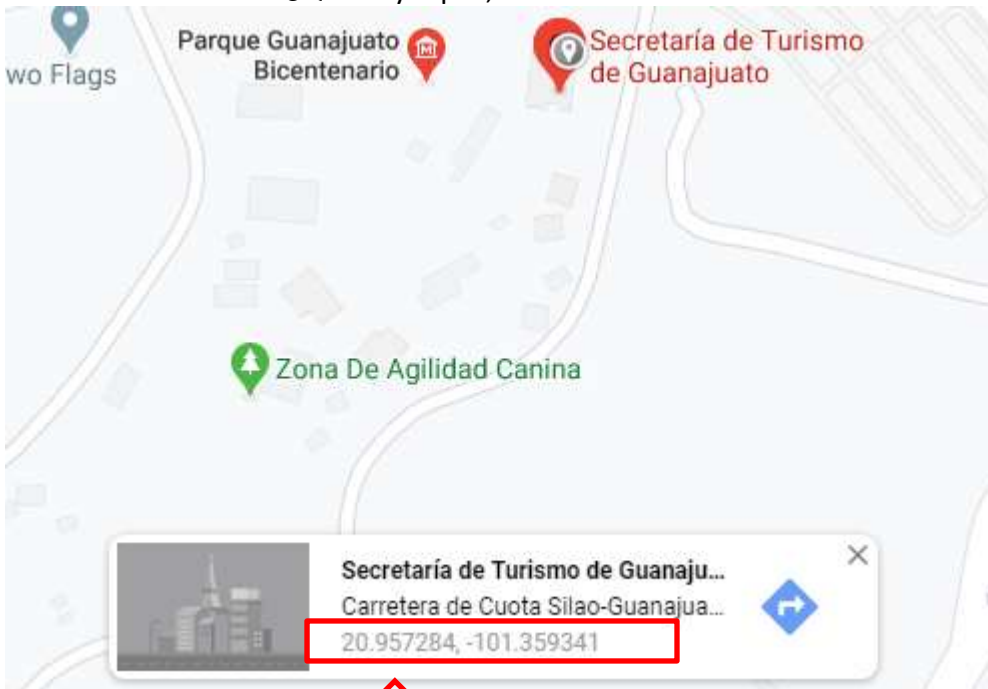 Parque Guanajuato
Bicentenario
Secretaría de Turismo
de Guanajuato
wo Flags
Zona De Agilidad Canina
Secretaría de Turismo de Guanaju...
Carretera de Cuota Silao-Guanajua...
20.957284, -101.359341